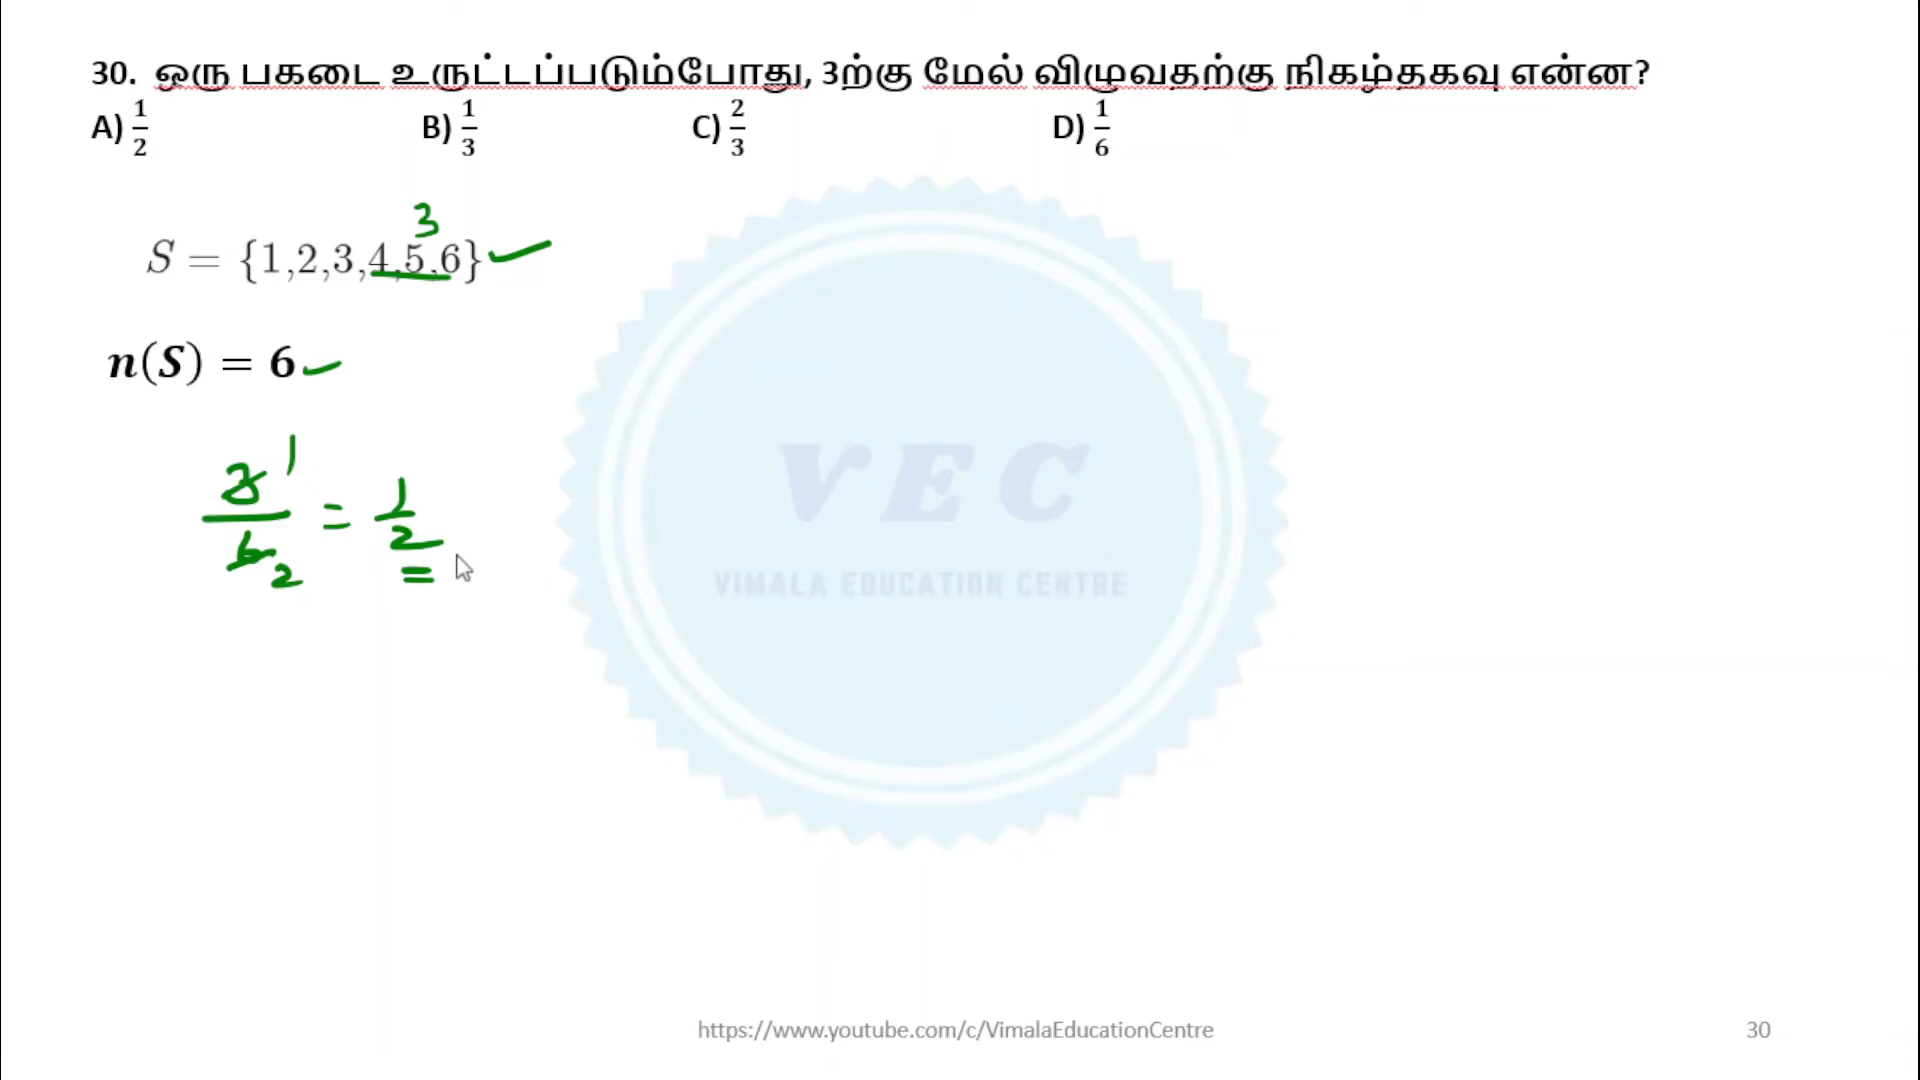 30. ஒரு பகடை உருட்டப்படும்போது, 3ற்கு மேல் விழுவதற்கு நிகழ்தகவு என்ன?
A) 1/2 B) 1/3 C) 2/3 D) 1/6
3
S = {1,2,3,4,5,6}
n(S) = 6
3/6 1 2 = 1/2
VEC
VIMALA EDUCATION CENTRE
https://www.youtube.com/c/VimalaEducationCentre 30